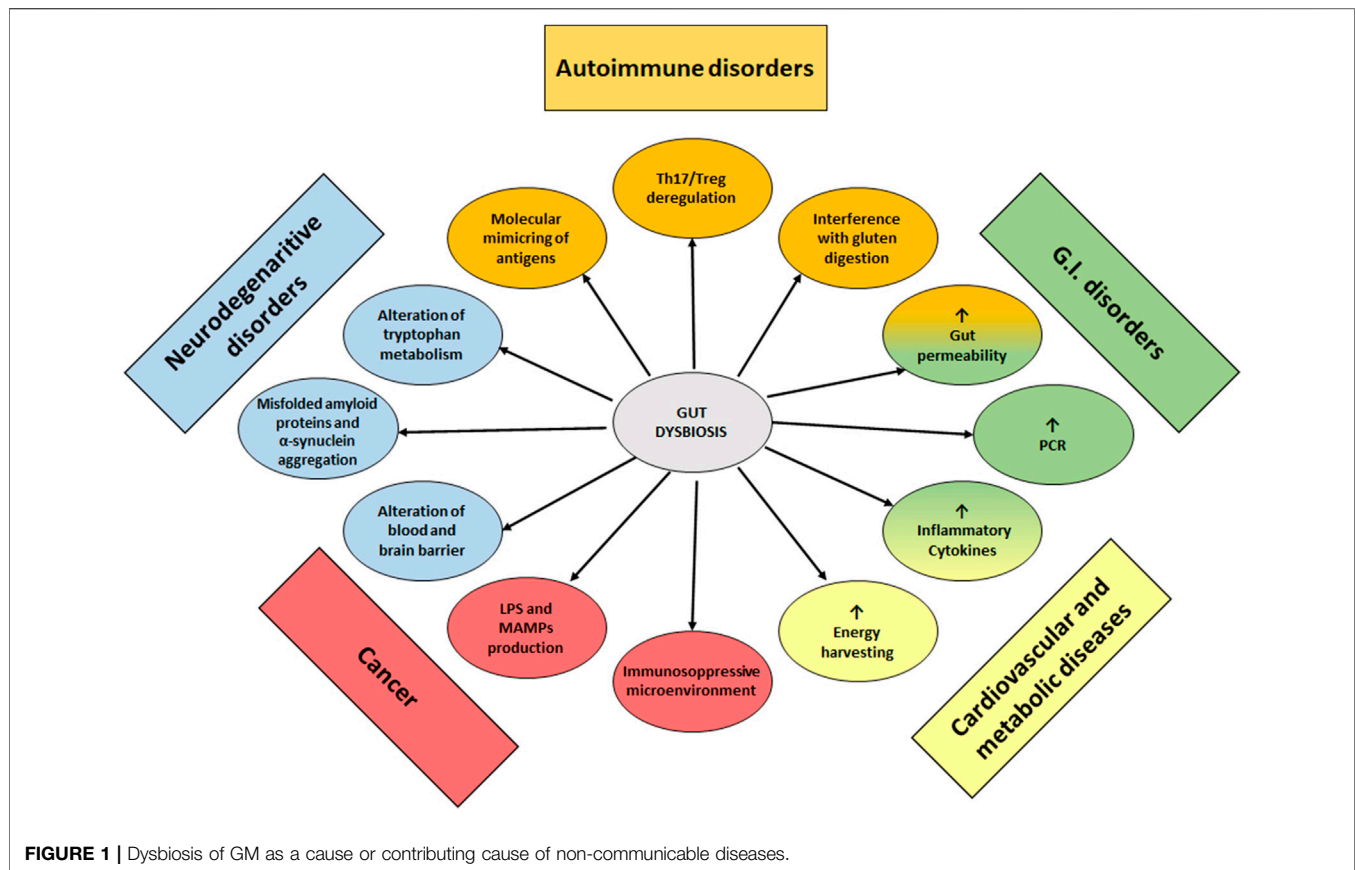 Autoimmune disorders
Th17/Treg
deregulation
Molecular
mimicring of
antigens
Interference
with gluten
digestion
Neurodegenaritive
disorders
G.I. disorders
Alteration of
tryptophan
metabolism
↑
Gut
permeability
Misfolded amyloid
proteins and
α-synuclein
aggregation
GUT
DYSBIOSIS
↑
PCR
Alteration of
blood and
brain barrier
↑
Inflammatory
Cytokines
LPS and
MAMPs
production
Immunosoppressive
microenvironment
↑
Energy
harvesting
Cancer
Cardiovascular and
metabolic diseases
FIGURE 1 | Dysbiosis of GM as a cause or contributing cause of non-communicable diseases.